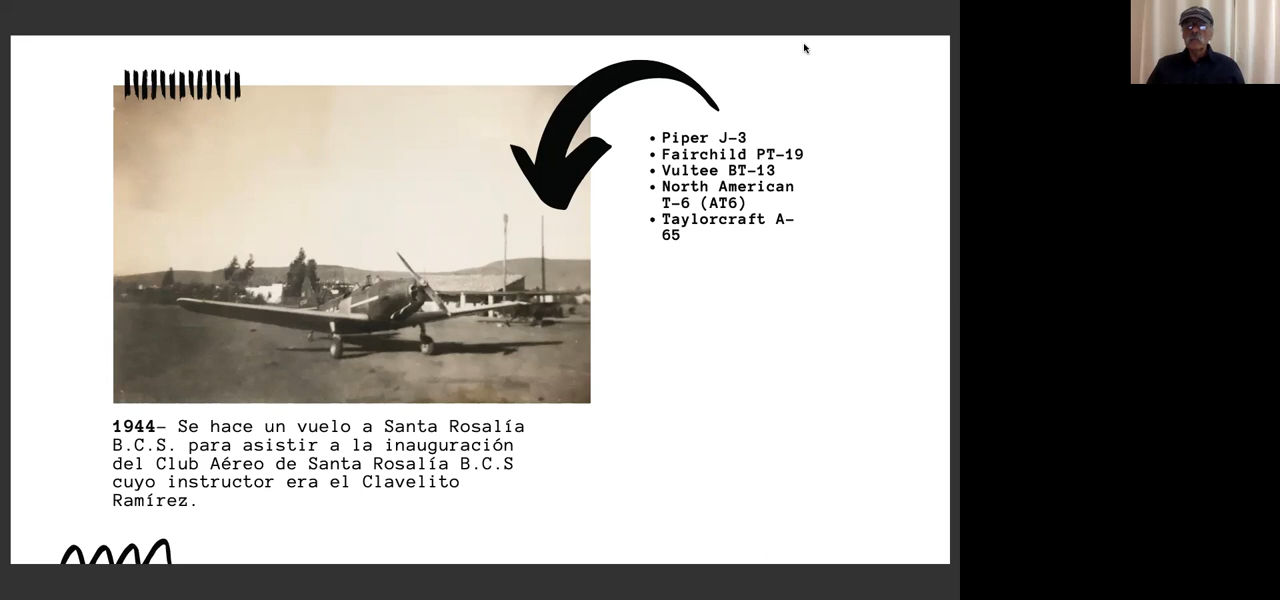 • Piper J-3
• Fairchild PT-19
• Vultee BT-13
• North American
T-6 (AT6)
• Taylorcraft A-
65
1944- Se hace un vuelo a Santa Rosalía
B.C.S. para asistir a la inauguración
del Club Aéreo de Santa Rosalía B.C.S
cuyo instructor era el Clavelito
Ramírez.